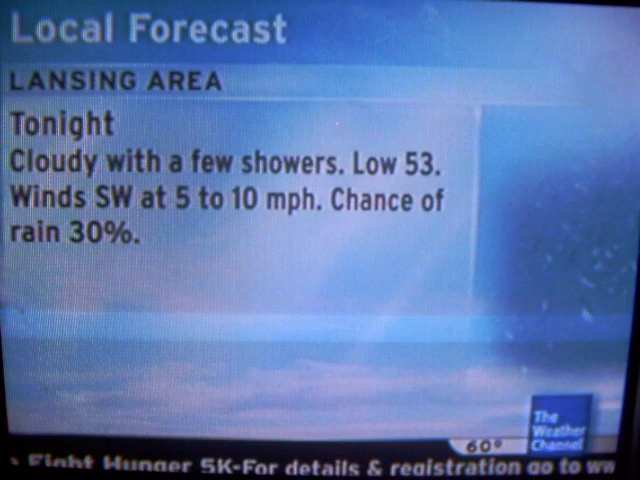 Local Forecast
LANSING AREA
Tonight
Cloudy with a few showers. Low 53.
Winds SW at 5 to 10 mph. Chance of
rain 30%.
The
Weather
Channel
60°
Fight Hunger 5K-For details & registration go to ww